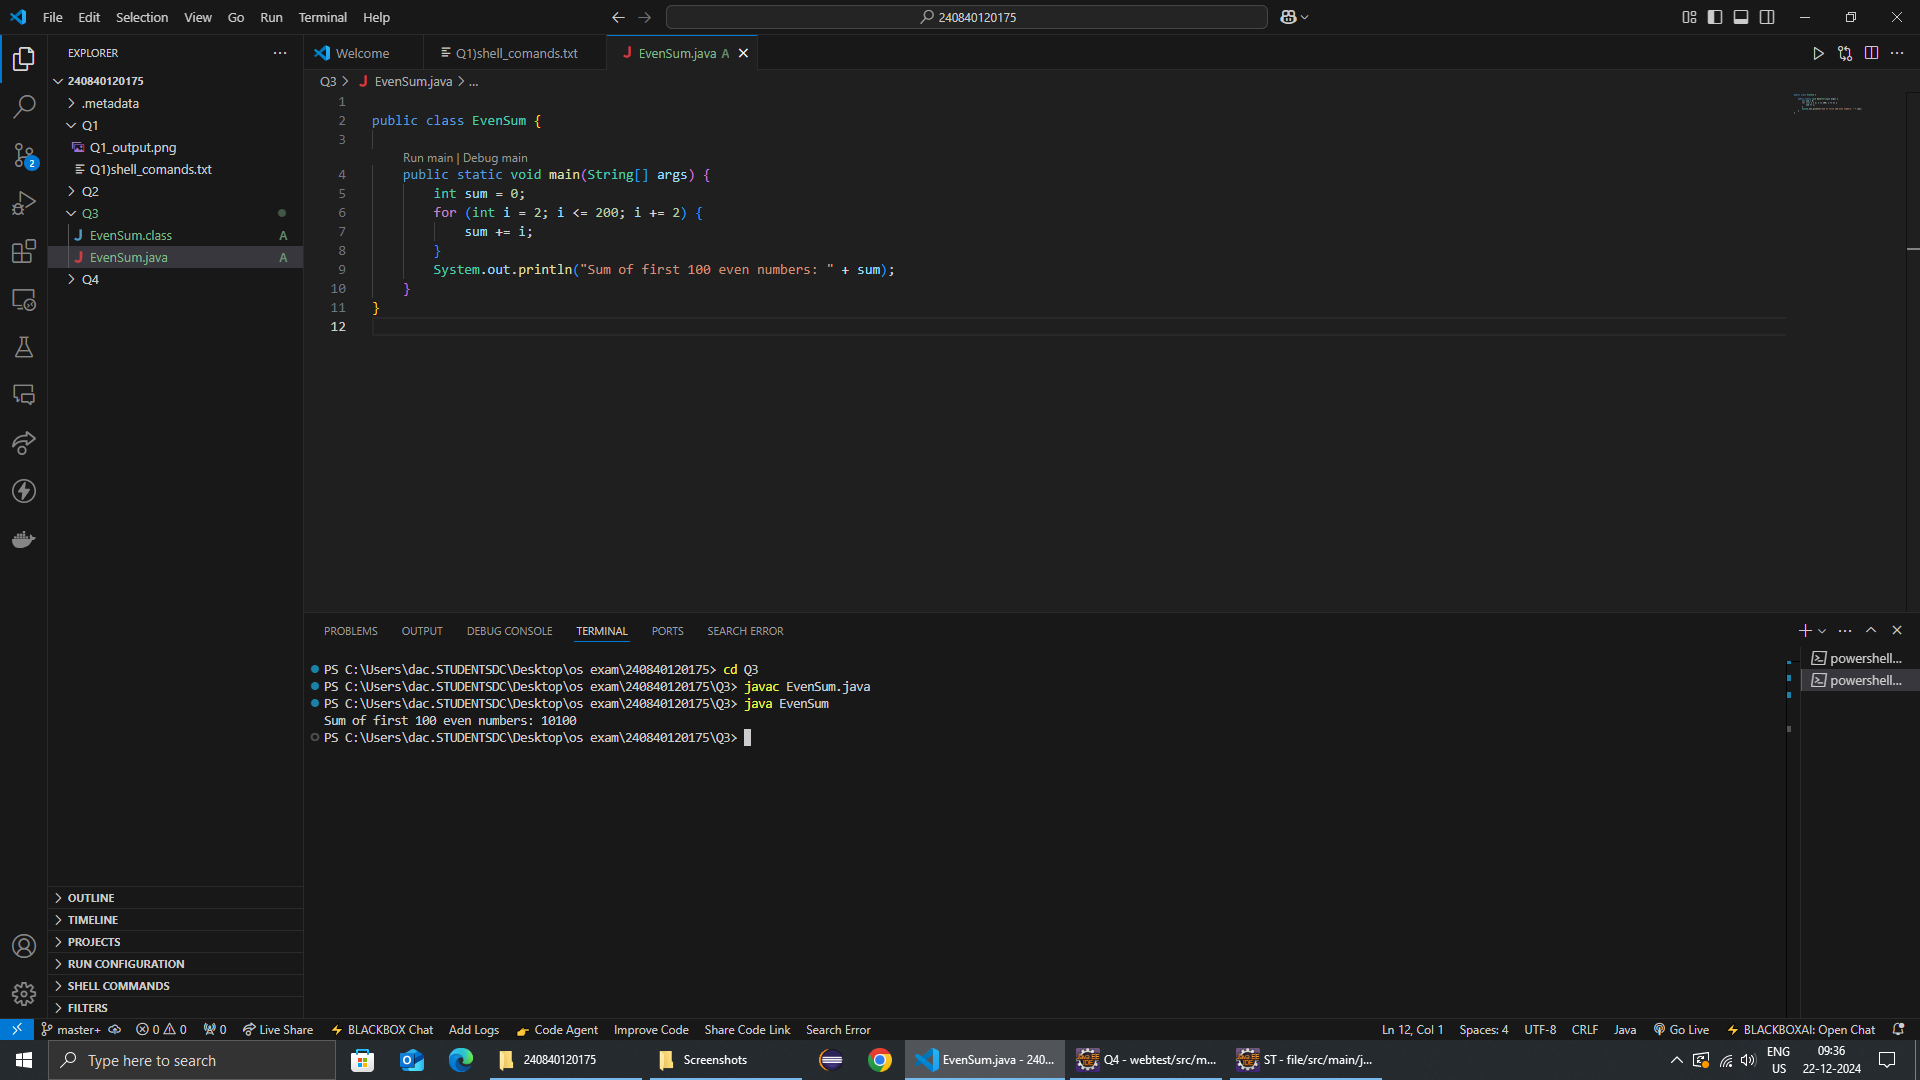 File Edit Selection View Go Run Terminal Help
240840120175
EXPLORER
Welcome
Q1)shell_comands.txt
EvenSum.java A
240840120175
.metadata
Q1
Q1_output.png
Q1)shell_comands.txt
Q2
Q3
EvenSum.class A
EvenSum.java A
Q4
Q3 > EvenSum.java > ...
1
2 public class EvenSum {
3
Run main | Debug main
4 public static void main(String[] args) {
5 int sum = 0;
6 for (int i = 2; i <= 200; i += 2) {
7 sum += i;
8 }
9 System.out.println("Sum of first 100 even numbers: " + sum);
10 }
11 }
12
PROBLEMS OUTPUT DEBUG CONSOLE TERMINAL PORTS SEARCH ERROR
PS C:\Users\dac.STUDENTSDC\Desktop\os exam\240840120175> cd Q3
PS C:\Users\dac.STUDENTSDC\Desktop\os exam\240840120175\Q3> javac EvenSum.java
PS C:\Users\dac.STUDENTSDC\Desktop\os exam\240840120175\Q3> java EvenSum
Sum of first 100 even numbers: 10100
PS C:\Users\dac.STUDENTSDC\Desktop\os exam\240840120175\Q3>
powershell...
powershell...
OUTLINE
TIMELINE
PROJECTS
RUN CONFIGURATION
SHELL COMMANDS
FILTERS
2
master+ 0 0 0 Live Share BLACKBOX Chat Add Logs Code Agent Improve Code Share Code Link Search Error Ln 12, Col 1 Spaces: 4 UTF-8 CRLF Java Go Live BLACKBOXAI: Open Chat
Type here to search
240840120175
Screenshots
EvenSum.java - 240...
Q4 - webtest/src/m...
ST - file/src/main/j...
ENG
US
09:36
22-12-2024